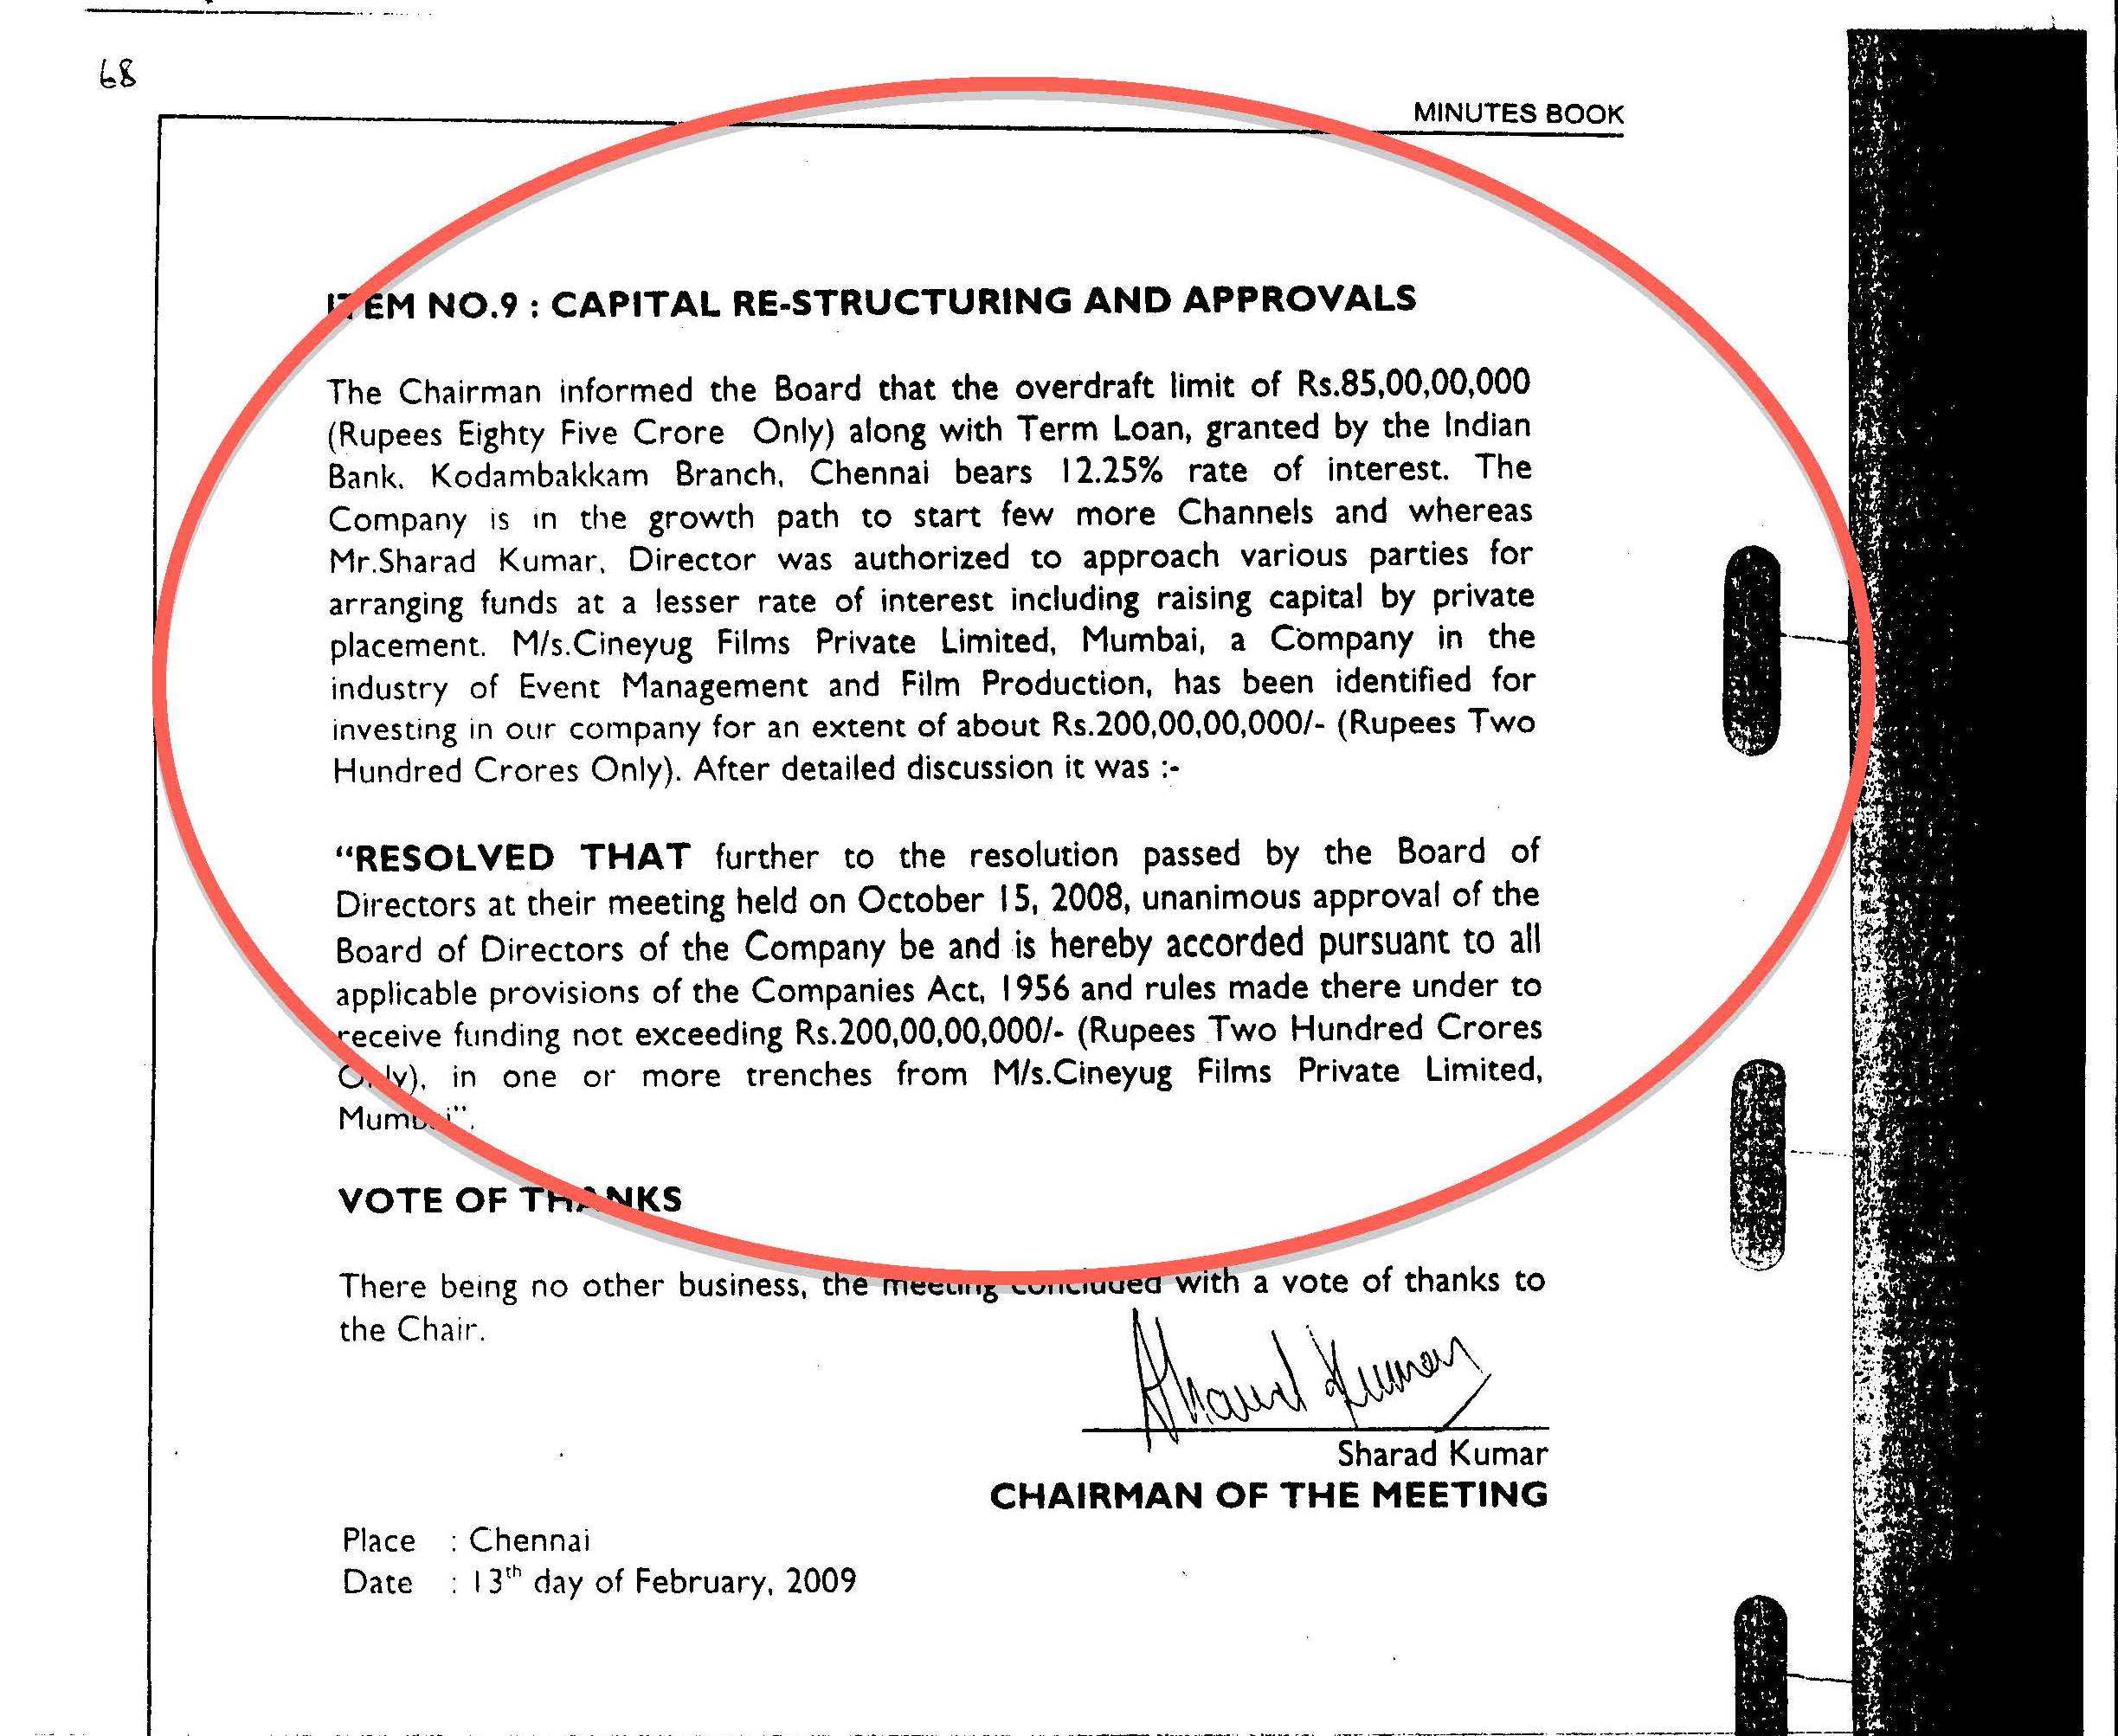 68
MINUTES BOOK
ITEM NO.9 : CAPITAL RE-STRUCTURING AND APPROVALS
The Chairman informed the Board that the overdraft limit of Rs.85,00,00,000
(Rupees Eighty Five Crore Only) along with Term Loan, granted by the Indian
Bank, Kodambakkam Branch, Chennai bears 12.25% rate of interest. The
Company is in the growth path to start few more Channels and whereas
Mr.Sharad Kumar, Director was authorized to approach various parties for
arranging funds at a lesser rate of interest including raising capital by private
placement. M/s.Cineyug Films Private Limited, Mumbai, a Company in the
industry of Event Management and Film Production, has been identified for
investing in our company for an extent of about Rs.200,00,00,000/- (Rupees Two
Hundred Crores Only). After detailed discussion it was :-
“RESOLVED THAT further to the resolution passed by the Board of
Directors at their meeting held on October 15, 2008, unanimous approval of the
Board of Directors of the Company be and is hereby accorded pursuant to all
applicable provisions of the Companies Act, 1956 and rules made there under to
receive funding not exceeding Rs.200,00,00,000/- (Rupees Two Hundred Crores
Only), in one or more trenches from M/s.Cineyug Films Private Limited,
Mumbai”.
VOTE OF THANKS
There being no other business, the meeting concluded with a vote of thanks to
the Chair.
Sharad Kumar
Sharad Kumar
CHAIRMAN OF THE MEETING
Place : Chennai
Date : 13th day of February, 2009